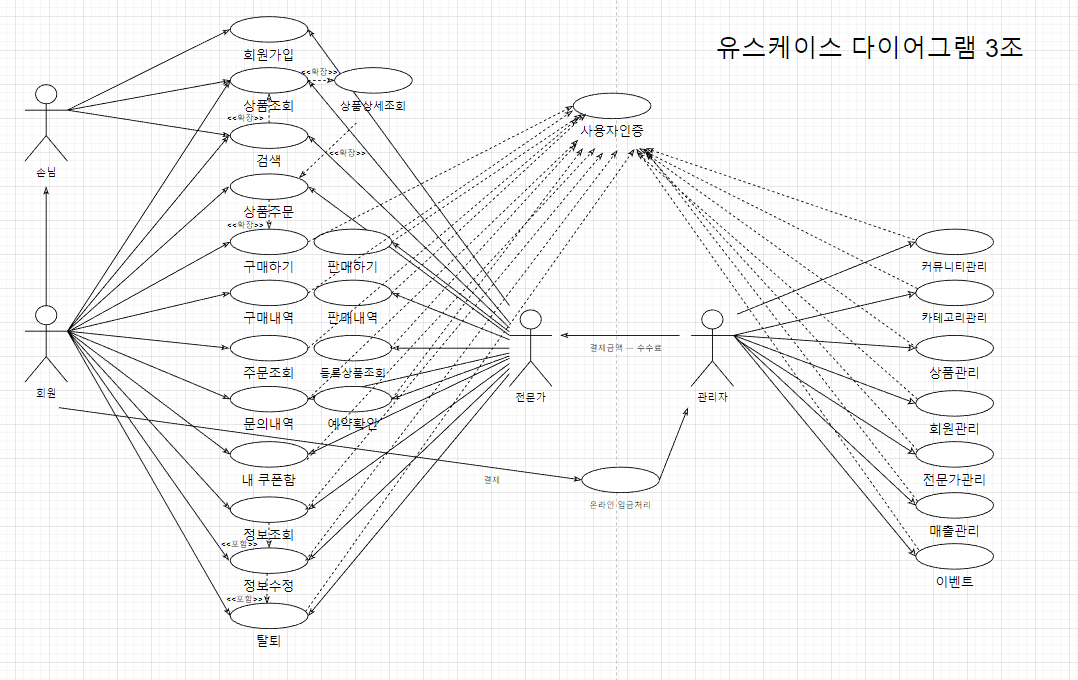 유스케이스 다이어그램 3조
회원가입
<<확장>>
상품조회
상품상세조회
<<확장>>
손님
검색
<<확장>>
사용자인증
상품주문
<<확장>>
구매하기
판매하기
커뮤니티관리
구매내역
판매내역
카테고리관리
결제금액 — 수수료
주문조회
등록상품조회
상품관리
회원
전문가
관리자
문의내역
예약확인
회원관리
내 쿠폰함
결제
전문가관리
온라인 입금처리
정보조회
매출관리
<<포함>>
정보수정
이벤트
<<포함>>
탈퇴